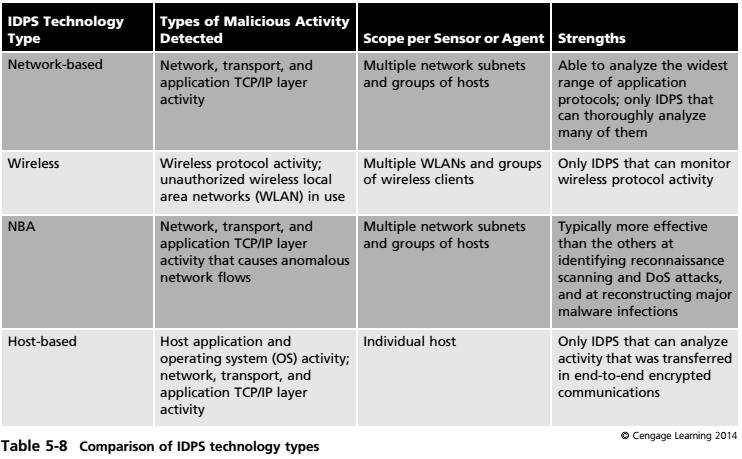 IDPS Technology Type
Types of Malicious Activity Detected
Scope per Sensor or Agent
Strengths
Network-based
Network, transport, and
application TCP/IP layer
activity
Multiple network subnets
and groups of hosts
Able to analyze the widest
range of application
protocols; only IDPS that
can thoroughly analyze
many of them
Wireless
Wireless protocol activity;
unauthorized wireless local
area networks (WLAN) in use
Multiple WLANs and groups
of wireless clients
Only IDPS that can monitor
wireless protocol activity
NBA
Network, transport, and
application TCP/IP layer
activity that causes anomalous
network flows
Multiple network subnets
and groups of hosts
Typically more effective
than the others at
identifying reconnaissance
scanning and DoS attacks,
and at reconstructing major
malware infections
Host-based
Host application and
operating system (OS) activity;
network, transport, and
application TCP/IP layer
activity
Individual host
Only IDPS that can analyze
activity that was transferred
in end-to-end encrypted
communications
© Cengage Learning 2014
Table 5-8 Comparison of IDPS technology types